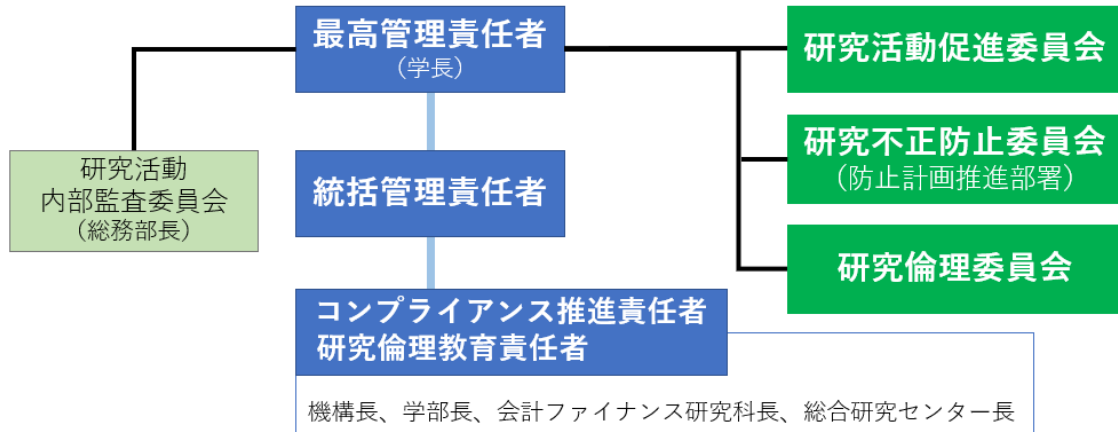 最高管理責任者
（学長）
研究活動促進委員会
研究不正防止委員会
（防止計画推進部署）
研究活動
内部監査委員会
（総務部長）
統括管理責任者
研究倫理委員会
コンプライアンス推進責任者
研究倫理教育責任者
機構長、学部長、会計ファイナンス研究科長、総合研究センター長